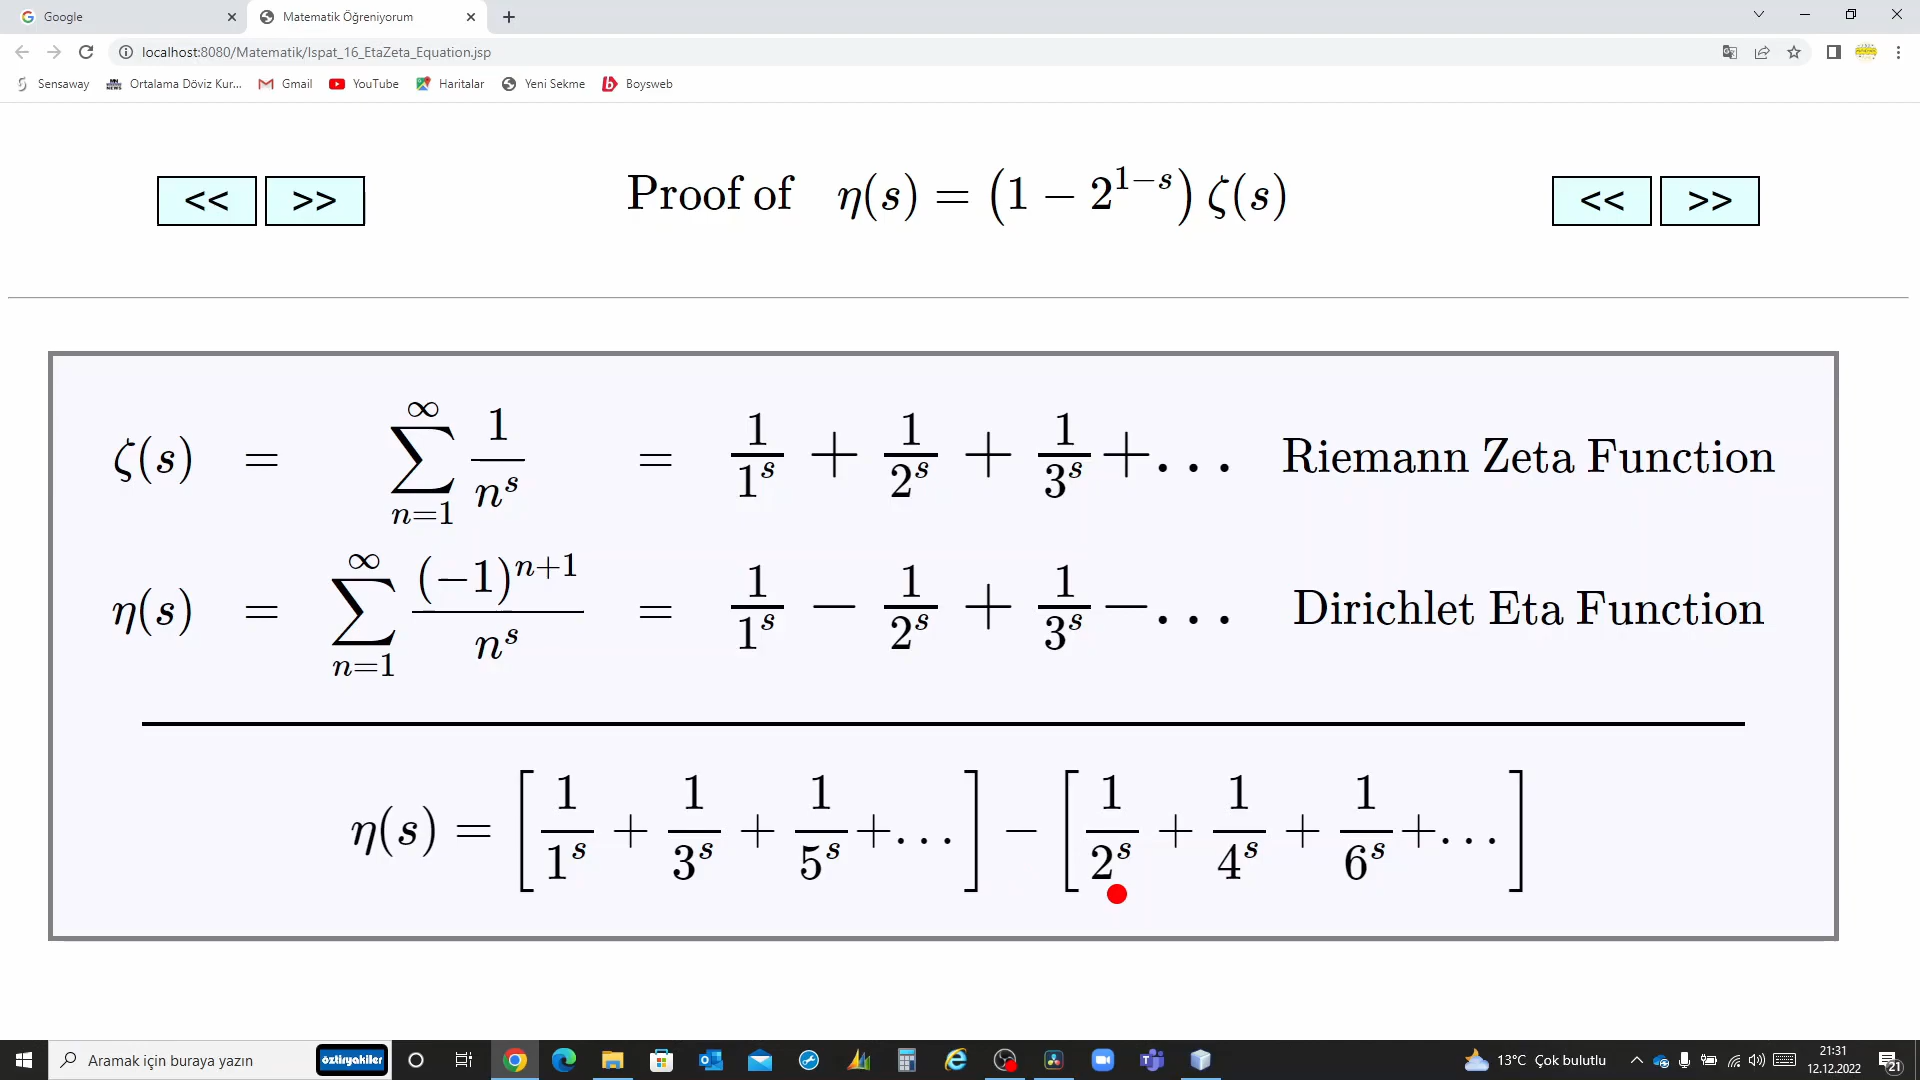 Google
Matematik Öğreniyorum
localhost:8080/Matematik/Ispat_16_EtaZeta_Equation.jsp
Sensaway Ortalama Döviz Kur... Gmail YouTube Haritalar Yeni Sekme Boysweb
<< >> Proof of η(s) = (1 − 2^{1−s}) ζ(s) << >>
ζ(s) = ∑_{n=1}^{∞} 1/n^s = 1/1^s + 1/2^s + 1/3^s +... Riemann Zeta Function
η(s) = ∑_{n=1}^{∞} (−1)^{n+1}/n^s = 1/1^s − 1/2^s + 1/3^s −... Dirichlet Eta Function
η(s) = [1/1^s + 1/3^s + 1/5^s +...] − [1/2^s + 1/4^s + 1/6^s +...]
Aramak için buraya yazın
öztiryakiler
13°C Çok bulutlu
21:31
12.12.2022
21